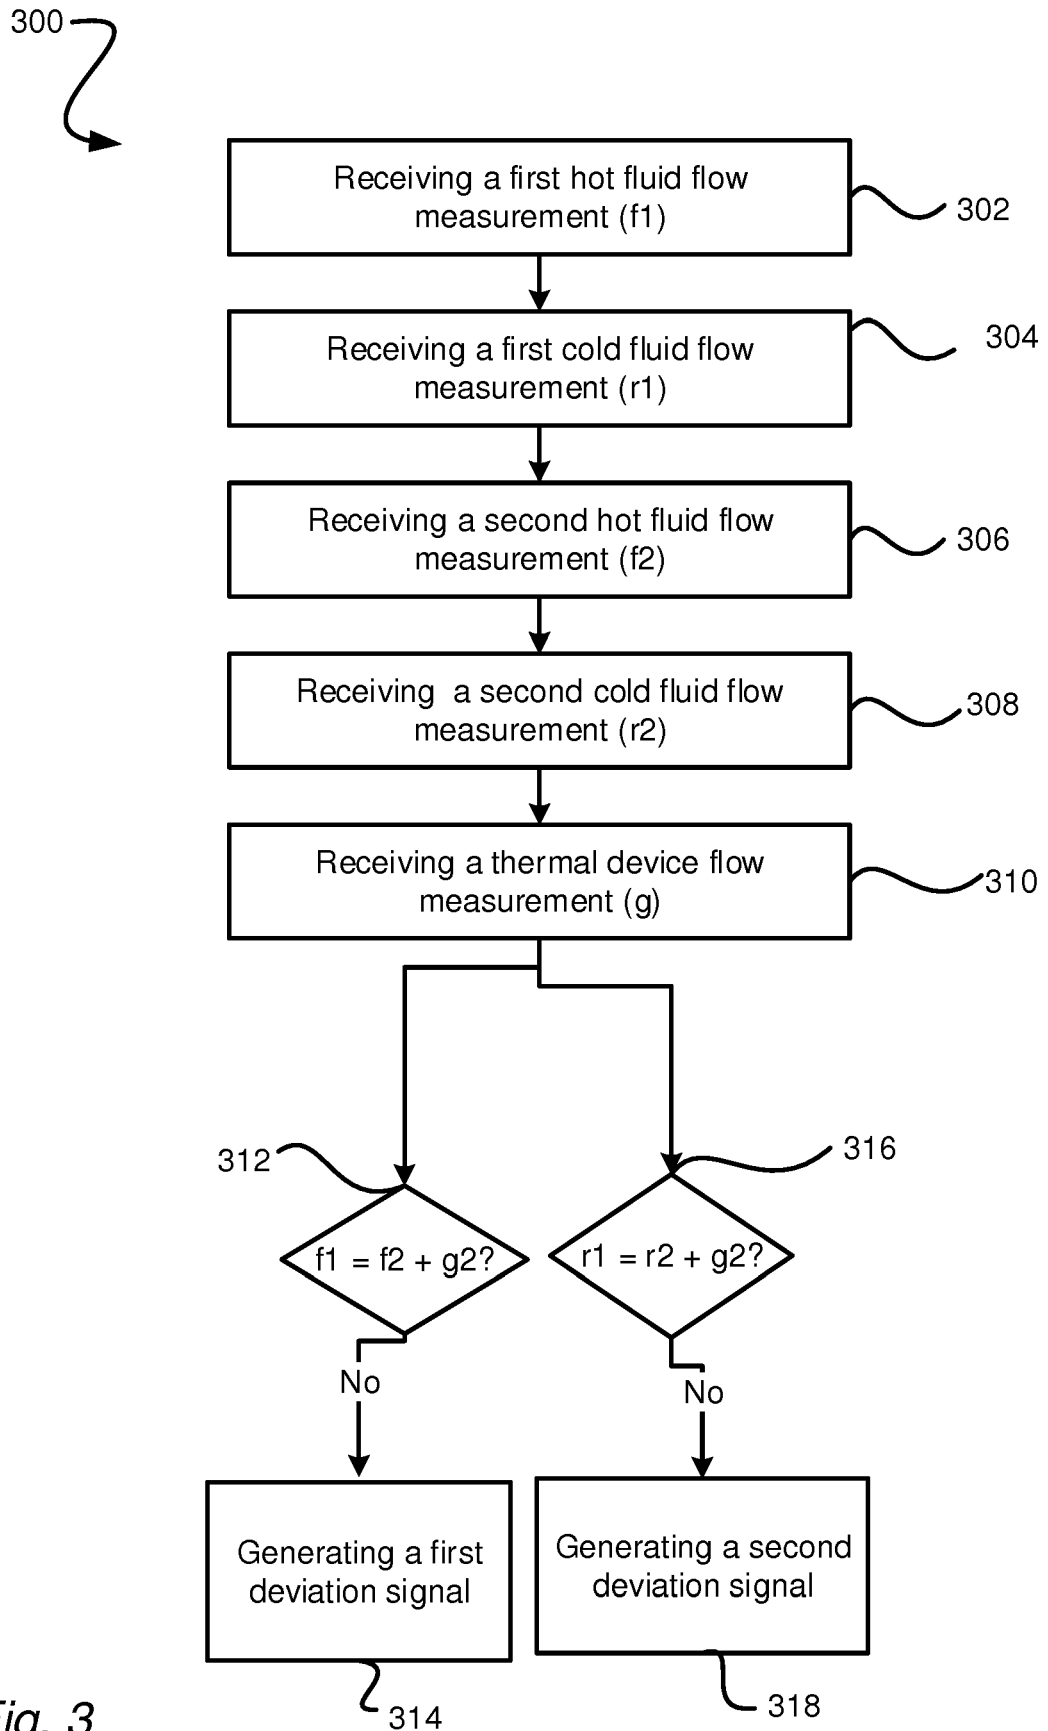 300
Receiving a first hot fluid flow
measurement (f1)
302
Receiving a first cold fluid flow
measurement (r1)
304
Receiving a second hot fluid flow
measurement (f2)
306
Receiving a second cold fluid flow
measurement (r2)
308
Receiving a thermal device flow
measurement (g)
310
312
316
f1 = f2 + g2?
r1 = r2 + g2?
No
No
Generating a first
deviation signal
Generating a second
deviation signal
314
318
Fig. 3